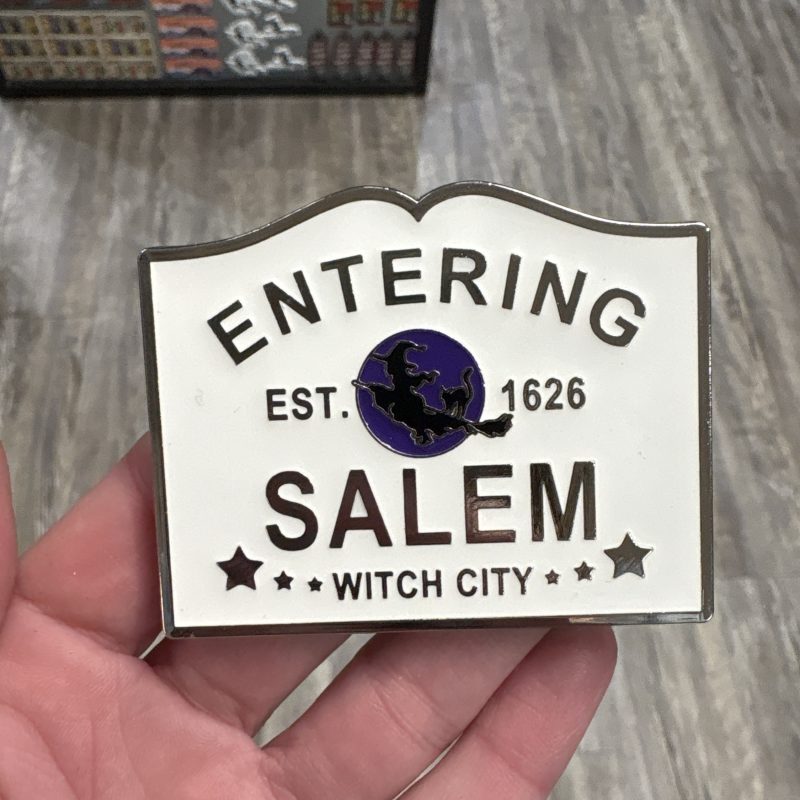 ENTERING
EST. 1626
SALEM
WITCH CITY